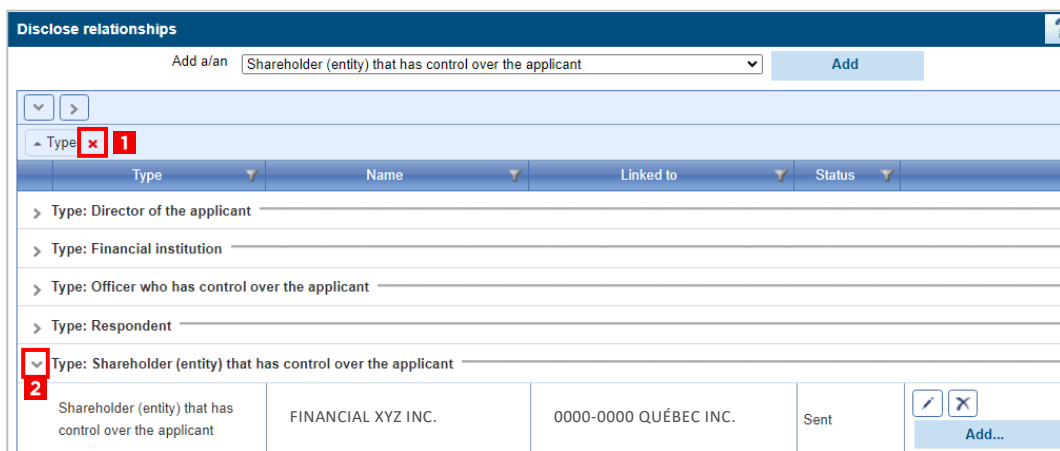 Disclose relationships
Add a/an Shareholder (entity) that has control over the applicant Add
Type 1
Type Name Linked to Status
Type: Director of the applicant
Type: Financial institution
Type: Officer who has control over the applicant
Type: Respondent
Type: Shareholder (entity) that has control over the applicant
2
Shareholder (entity) that has
control over the applicant
FINANCIAL XYZ INC.
0000-0000 QUÉBEC INC.
Sent
Add...